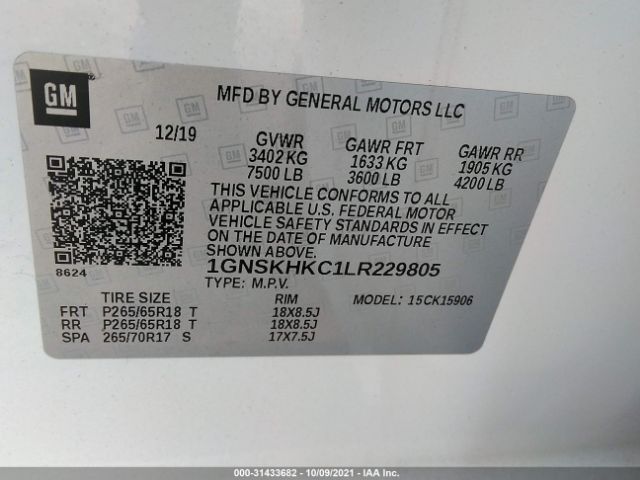 GM
MFD BY GENERAL MOTORS LLC
12/19
GVWR
3402 KG
7500 LB
GAWR FRT
1633 KG
3600 LB
GAWR RR
1905 KG
4200 LB
THIS VEHICLE CONFORMS TO ALL
APPLICABLE U.S. FEDERAL MOTOR
VEHICLE SAFETY STANDARDS IN EFFECT
ON THE DATE OF MANUFACTURE
SHOWN ABOVE.
8624
1GNSKHKC1LR229805
TYPE: M.P.V.
MODEL: 15CK15906
TIRE SIZE RIM
FRT P265/65R18 T 18X8.5J
RR P265/65R18 T 18X8.5J
SPA 265/70R17 S 17X7.5J
000-31433682 - 10/09/2021 - IAAI.COM